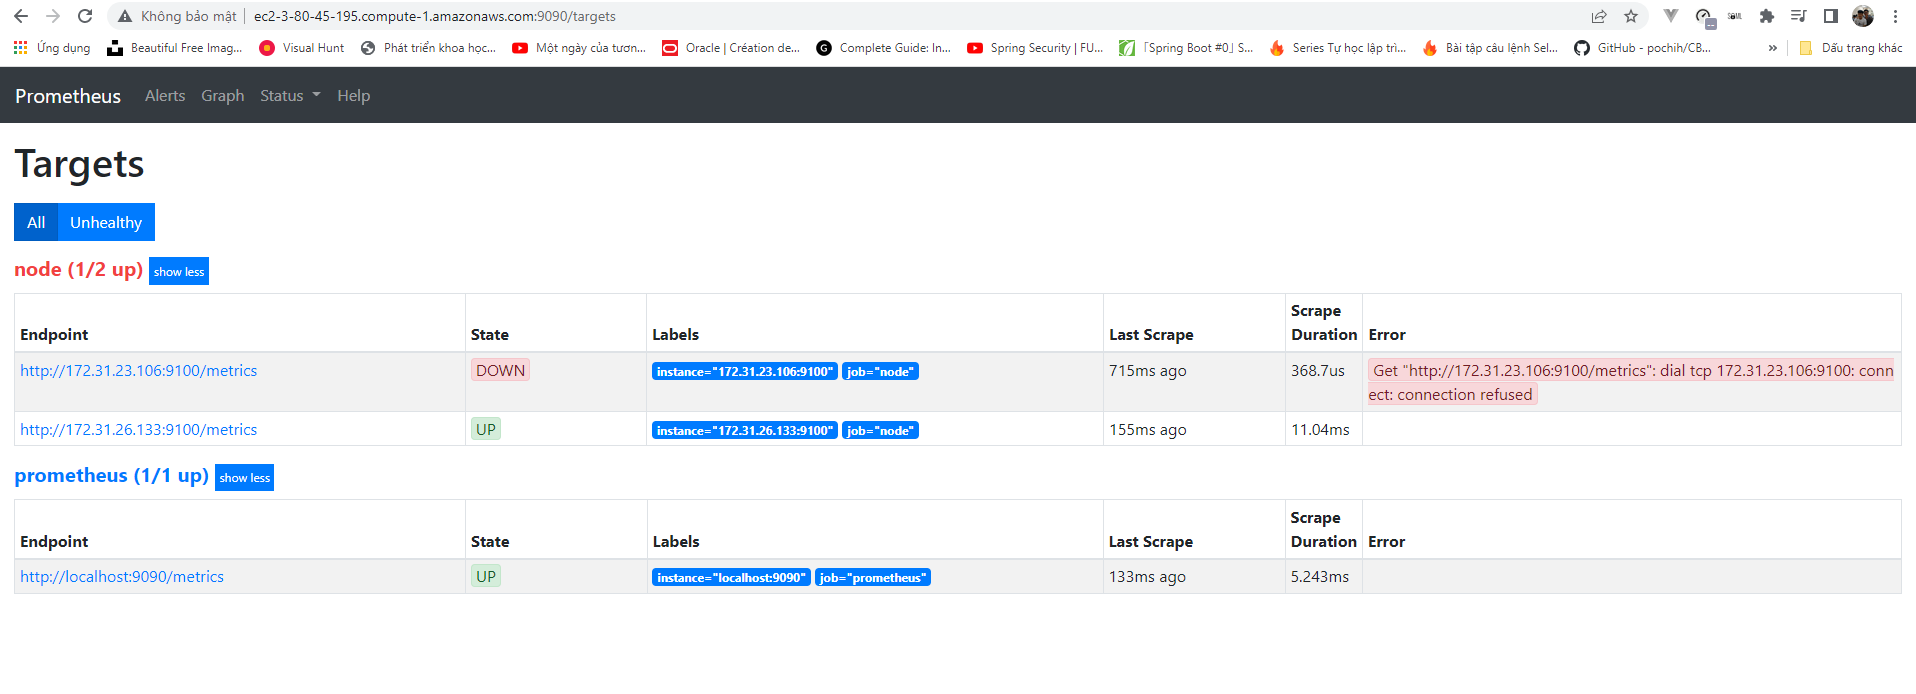 Không bảo mật | ec2-3-80-45-195.compute-1.amazonaws.com:9090/targets
Ứng dụng Beautiful Free Imag... Visual Hunt Phát triển khoa học... Một ngày của tươn... Oracle | Création de... Complete Guide: In... Spring Security | FU... 「Spring Boot #0」 S... Series Tự học lập trì... Bài tập câu lệnh Sel... GitHub - pochih/CB... » Dấu trang khác
Prometheus Alerts Graph Status Help
Targets
All Unhealthy
node (1/2 up) show less
Endpoint State Labels Last Scrape Scrape Duration Error
http://172.31.23.106:9100/metrics DOWN instance="172.31.23.106:9100" job="node" 715ms ago 368.7us Get "http://172.31.23.106:9100/metrics": dial tcp 172.31.23.106:9100: conn
ect: connection refused
http://172.31.26.133:9100/metrics UP instance="172.31.26.133:9100" job="node" 155ms ago 11.04ms
prometheus (1/1 up) show less
Endpoint State Labels Last Scrape Scrape Duration Error
http://localhost:9090/metrics UP instance="localhost:9090" job="prometheus" 133ms ago 5.243ms